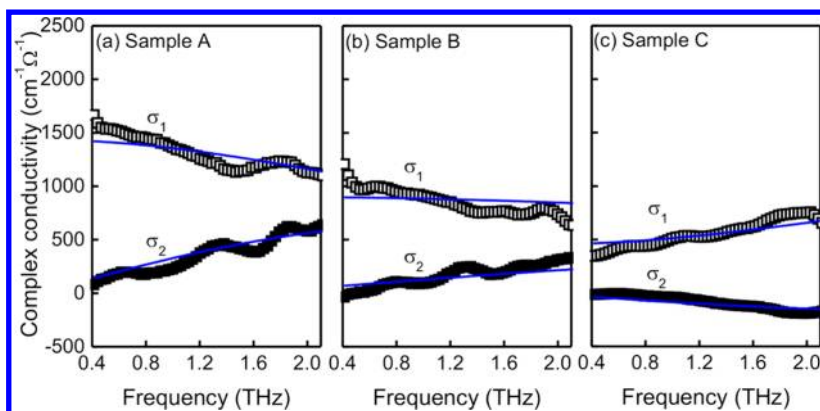 (a) Sample A
(b) Sample B
(c) Sample C
Complex conductivity (cm⁻¹Ω⁻¹)
2500
2000
1500
1000
500
0
-500
σ₁
σ₂
σ₁
σ₂
σ₁
σ₂
0.4 0.8 1.2 1.6 2.0
0.4 0.8 1.2 1.6 2.0
0.4 0.8 1.2 1.6 2.0
Frequency (THz)
Frequency (THz)
Frequency (THz)